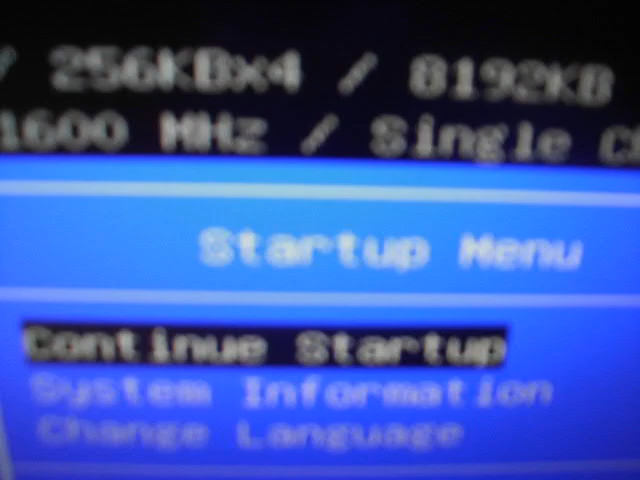 / 256KBx4 / 8192KB
1600 MHz / Single
Startup Menu
Continue Startup
System Information
Change Language